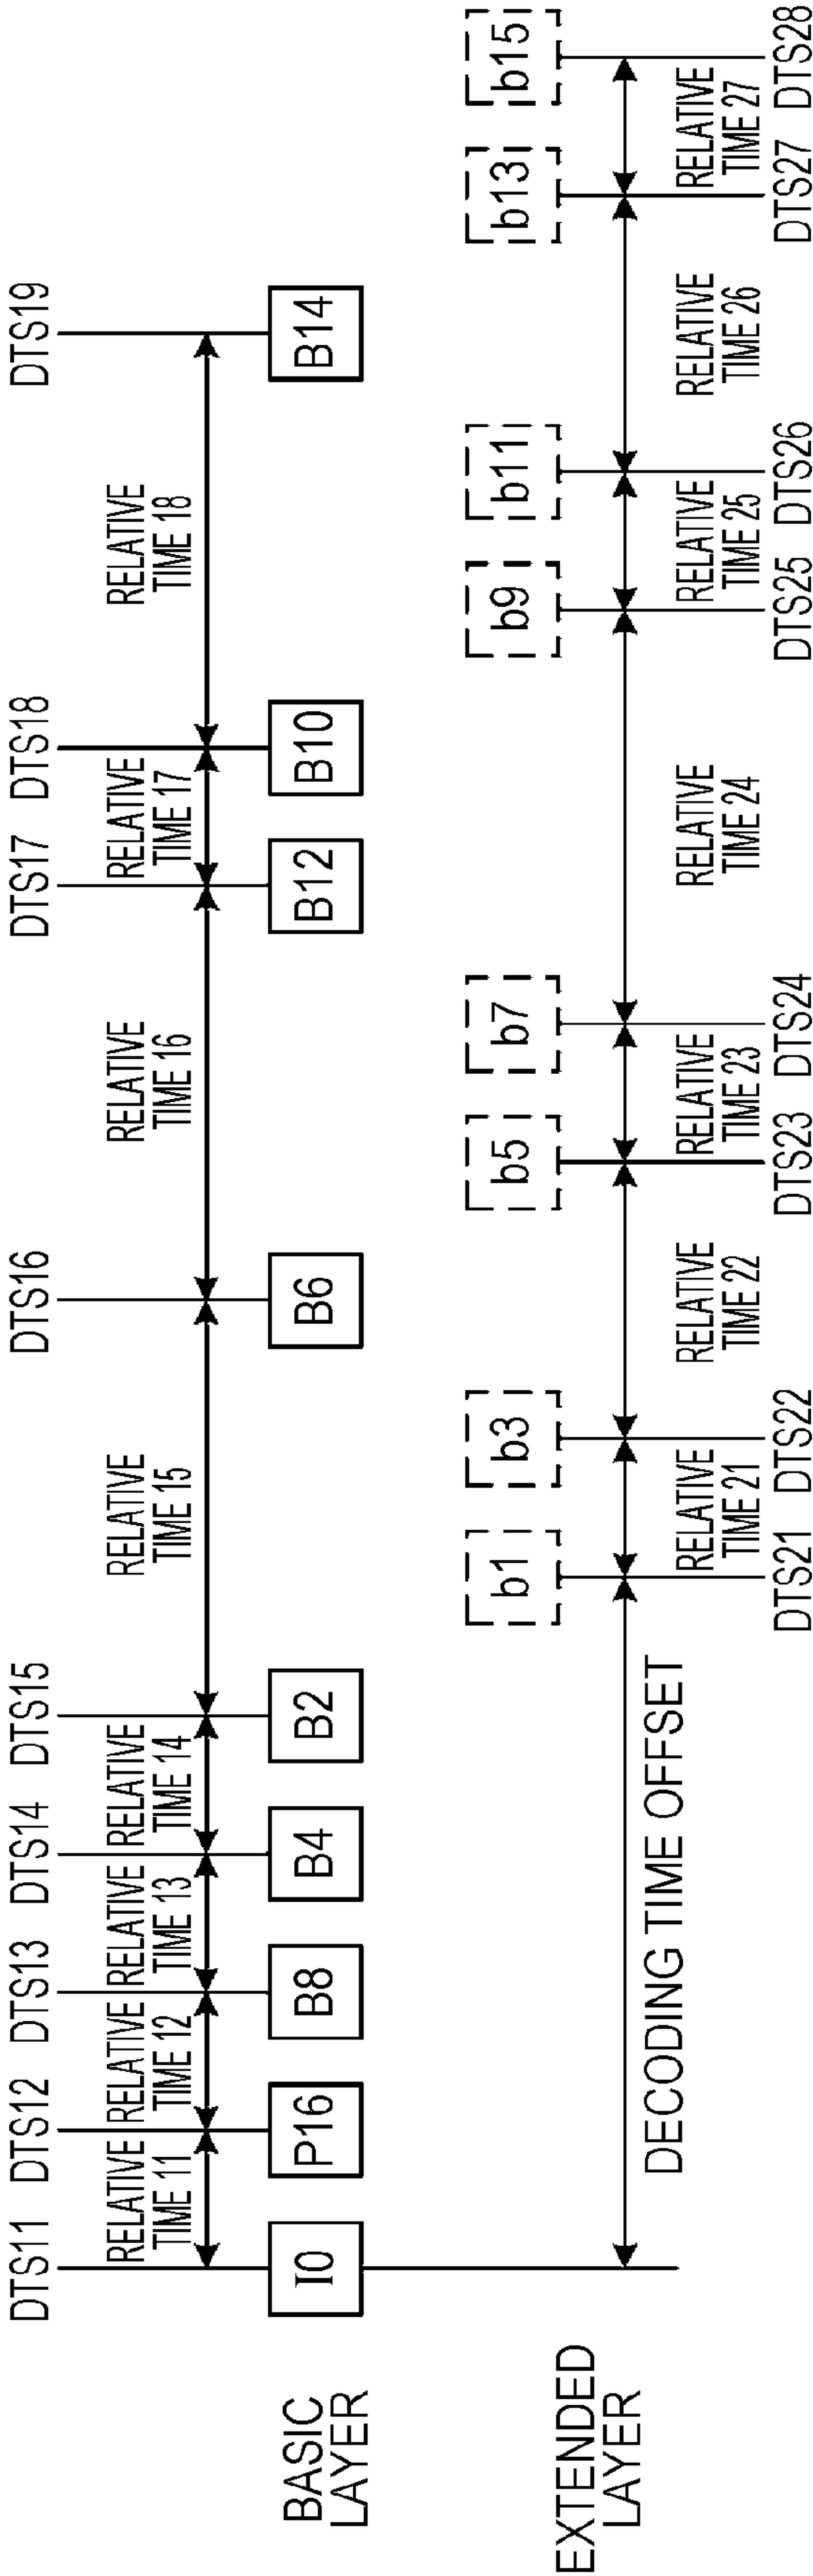 DTS11 DTS12 DTS13 DTS14 DTS15 DTS16 DTS17 DTS18 DTS19
RELATIVE
TIME 11
RELATIVE
TIME 12
RELATIVE
TIME 13
RELATIVE
TIME 14
RELATIVE
TIME 15
RELATIVE
TIME 16
RELATIVE
TIME 17
RELATIVE
TIME 18
BASIC
LAYER
I0 P16 B8 B4 B2 B6 B12 B10 B14
EXTENDED
LAYER
b1 b3 b5 b7 b9 b11 b13 b15
DECODING TIME OFFSET
RELATIVE
TIME 21
RELATIVE
TIME 22
RELATIVE
TIME 23
RELATIVE
TIME 24
RELATIVE
TIME 25
RELATIVE
TIME 26
RELATIVE
TIME 27
DTS21 DTS22 DTS23 DTS24 DTS25 DTS26 DTS27 DTS28